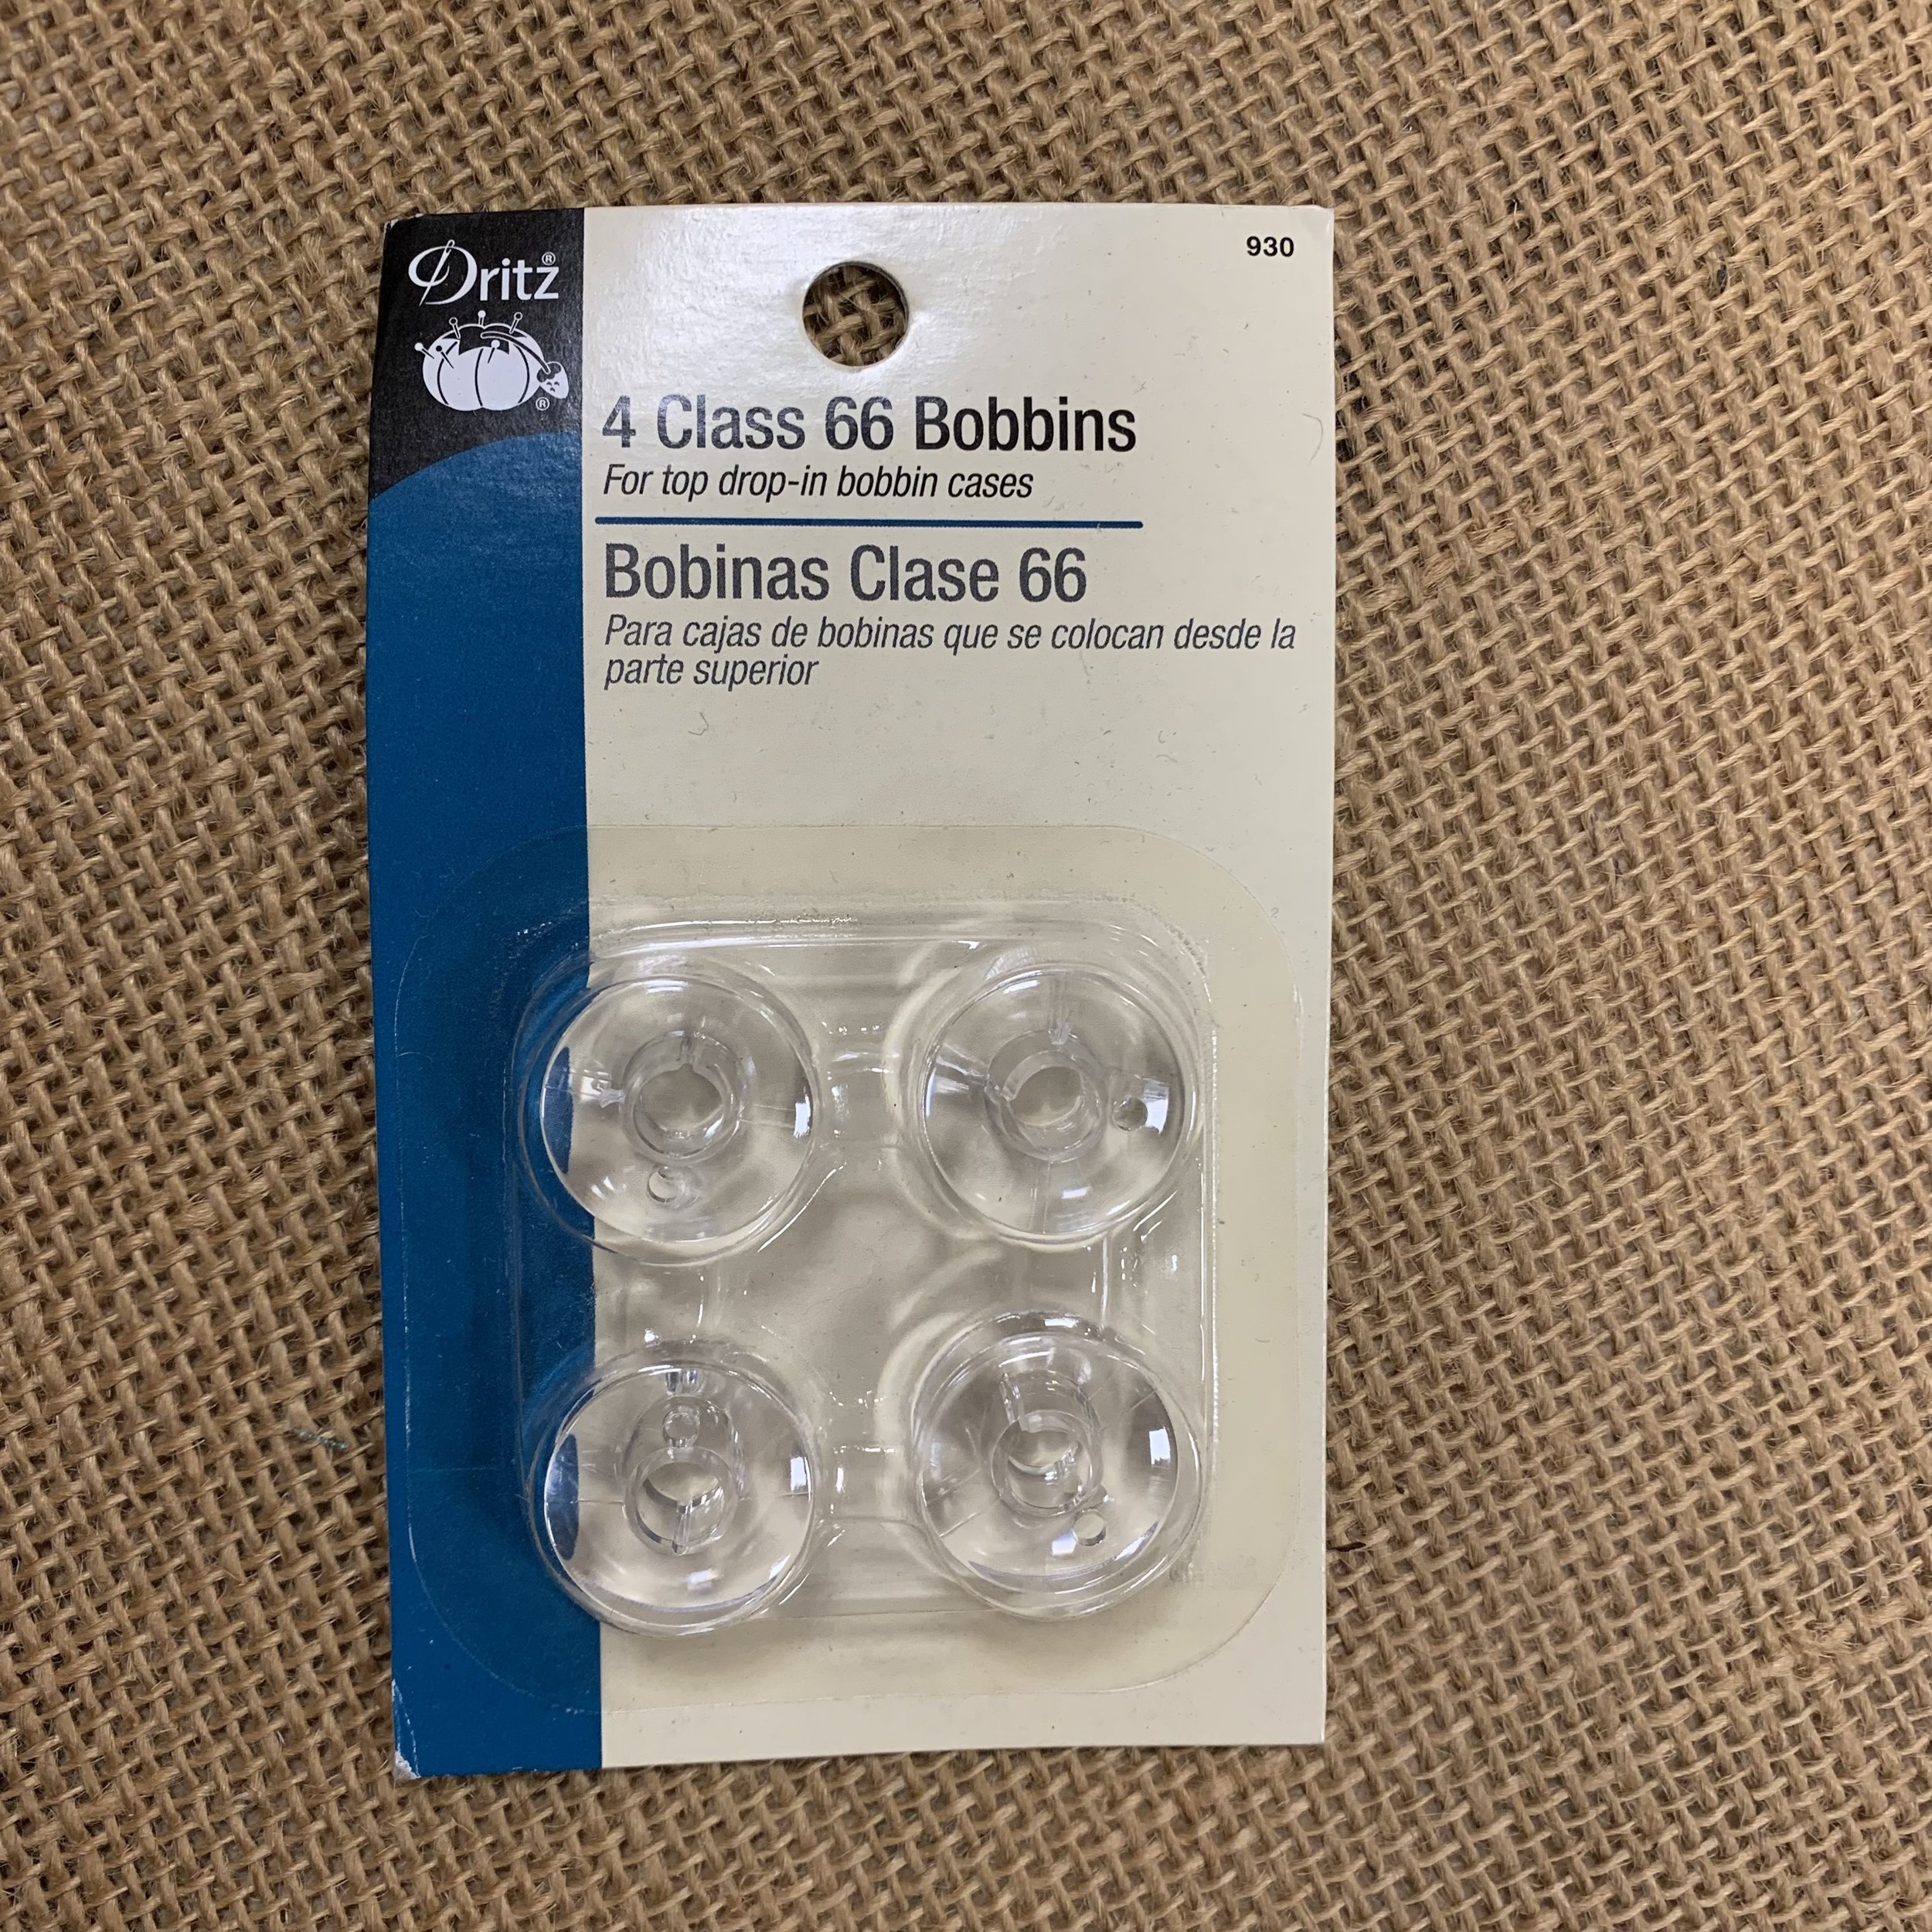 930
Dritz®
®
4 Class 66 Bobbins
For top drop-in bobbin cases
Bobinas Clase 66
Para cajas de bobinas que se colocan desde la
parte superior